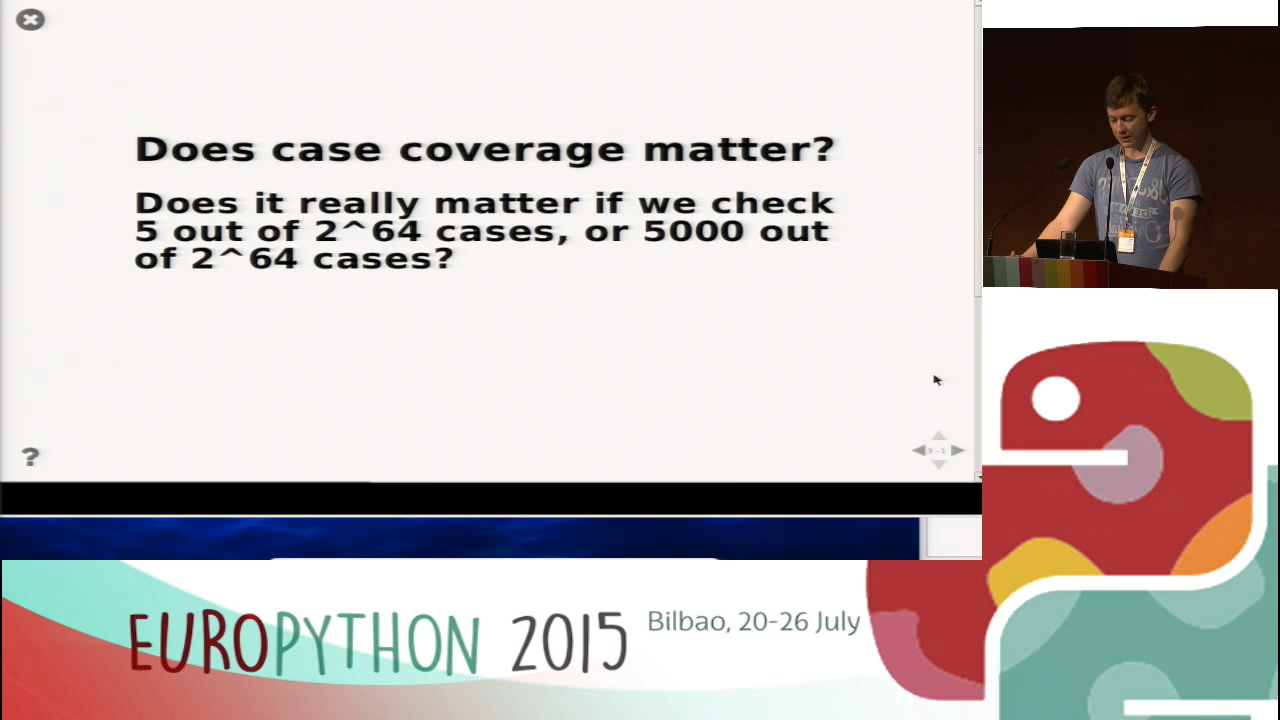 Does case coverage matter?
Does it really matter if we check
5 out of 2^64 cases, or 5000 out
of 2^64 cases?
?
EUROPYTHON 2015
Bilbao, 20-26 July